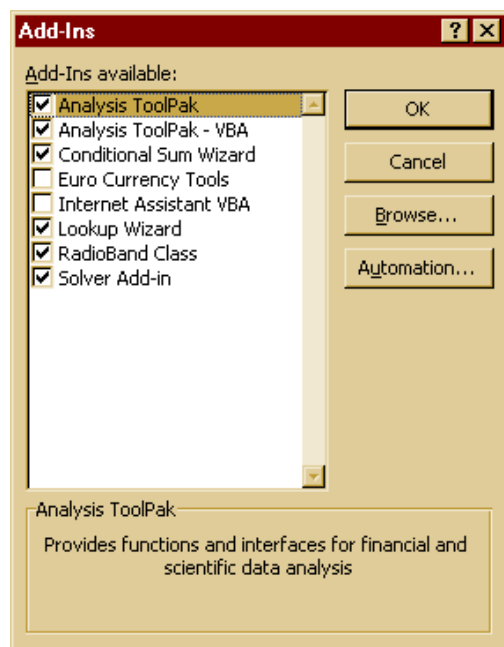 Add-Ins
Add-Ins available:
Analysis ToolPak
Analysis ToolPak - VBA
Conditional Sum Wizard
Euro Currency Tools
Internet Assistant VBA
Lookup Wizard
RadioBand Class
Solver Add-in
OK
Cancel
Browse...
Automation...
Analysis ToolPak
Provides functions and interfaces for financial and
scientific data analysis